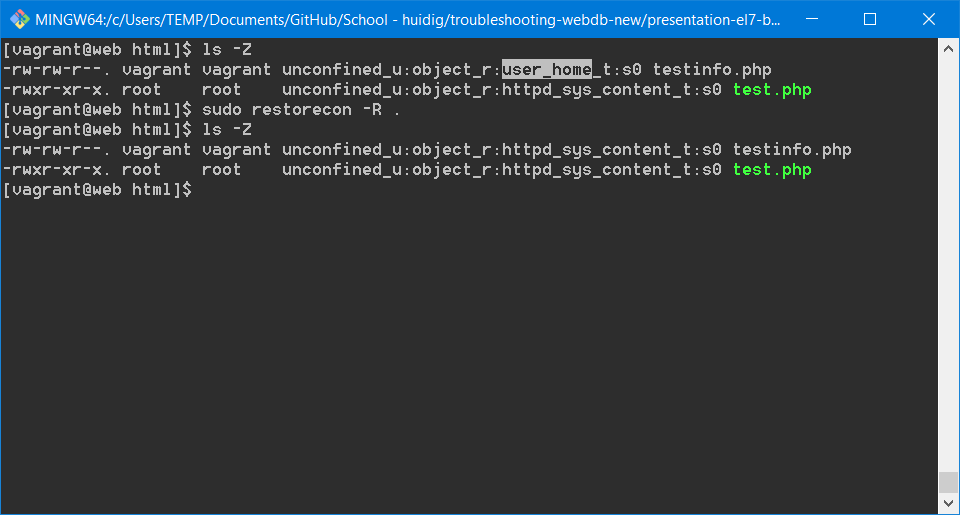 MINGW64:/c/Users/TEMP/Documents/GitHub/School - huidig/troubleshooting-webdb-new/presentation-el7-b...
[vagrant@web html]$ ls -Z
-rw-rw-r--. vagrant vagrant unconfined_u:object_r:user_home_t:s0 testinfo.php
-rwxr-xr-x. root    root    unconfined_u:object_r:httpd_sys_content_t:s0 test.php
[vagrant@web html]$ sudo restorecon -R .
[vagrant@web html]$ ls -Z
-rw-rw-r--. vagrant vagrant unconfined_u:object_r:httpd_sys_content_t:s0 testinfo.php
-rwxr-xr-x. root    root    unconfined_u:object_r:httpd_sys_content_t:s0 test.php
[vagrant@web html]$